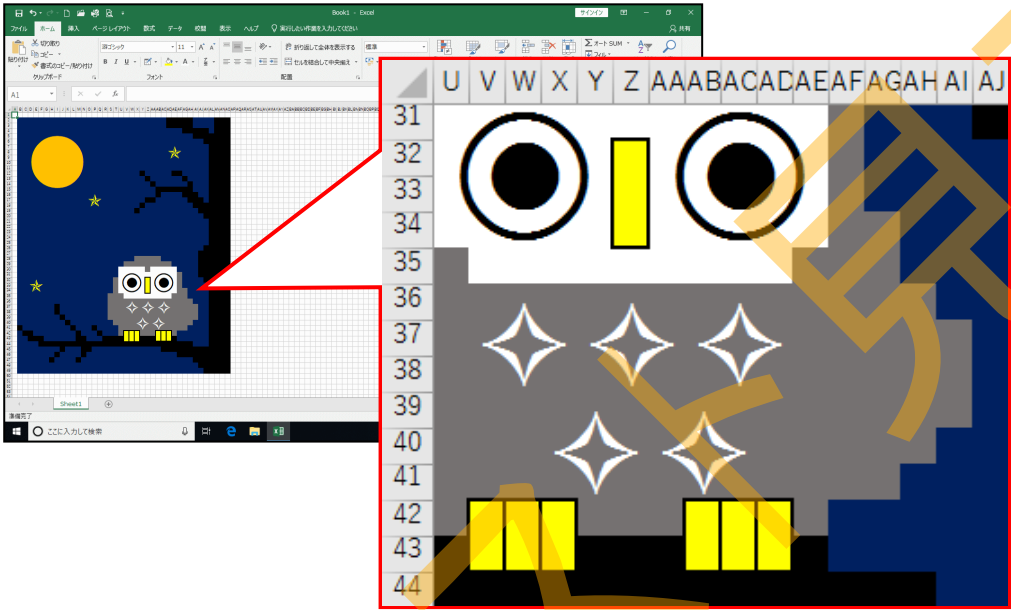 Book1 - Excel
サインイン
ファイル ホーム 挿入 ページ レイアウト 数式 データ 校閲 表示 ヘルプ 実行したい作業を入力してください 共有
切り取り
コピー
貼り付け
書式のコピー/貼り付け
游ゴシック 11
B I U
折り返して全体を表示する
セルを結合して中央揃え
標準
オート SUM
フィル
クリップボード フォント 配置
A1
fx
U V W X Y Z AA AB AC AD AE AF AG AH AI AJ
31
32
33
34
35
36
37
38
39
40
41
42
43
44
Sheet1
準備完了
ここに入力して検索